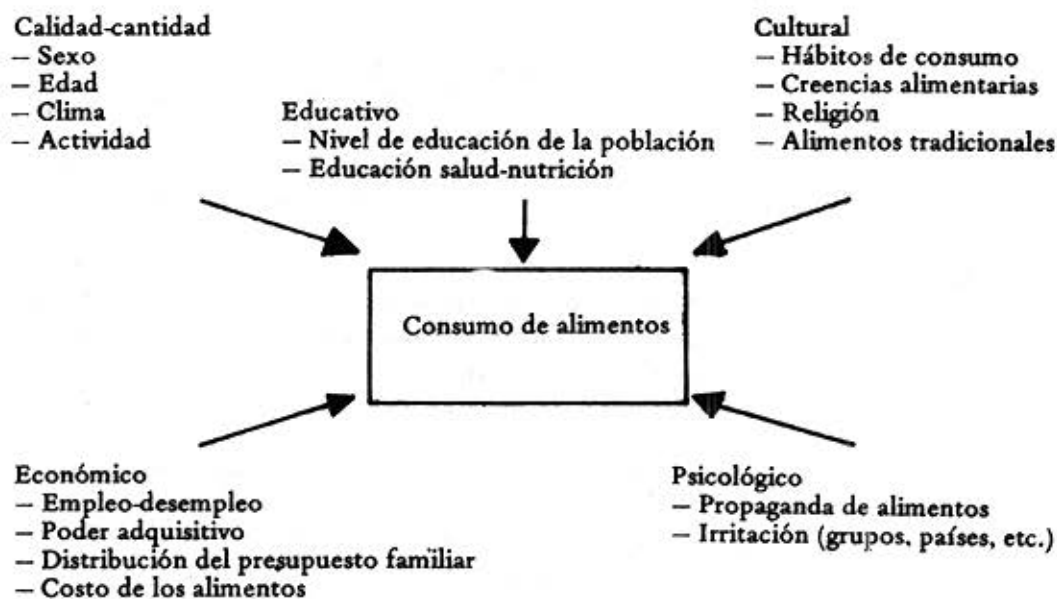 Calidad-cantidad
— Sexo
— Edad
— Clima
— Actividad
Educativo
— Nivel de educación de la población
— Educación salud-nutrición
Cultural
— Hábitos de consumo
— Creencias alimentarias
— Religión
— Alimentos tradicionales
Consumo de alimentos
Económico
— Empleo-desempleo
— Poder adquisitivo
— Distribución del presupuesto familiar
— Costo de los alimentos
Psicológico
— Propaganda de alimentos
— Irritación (grupos, países, etc.)